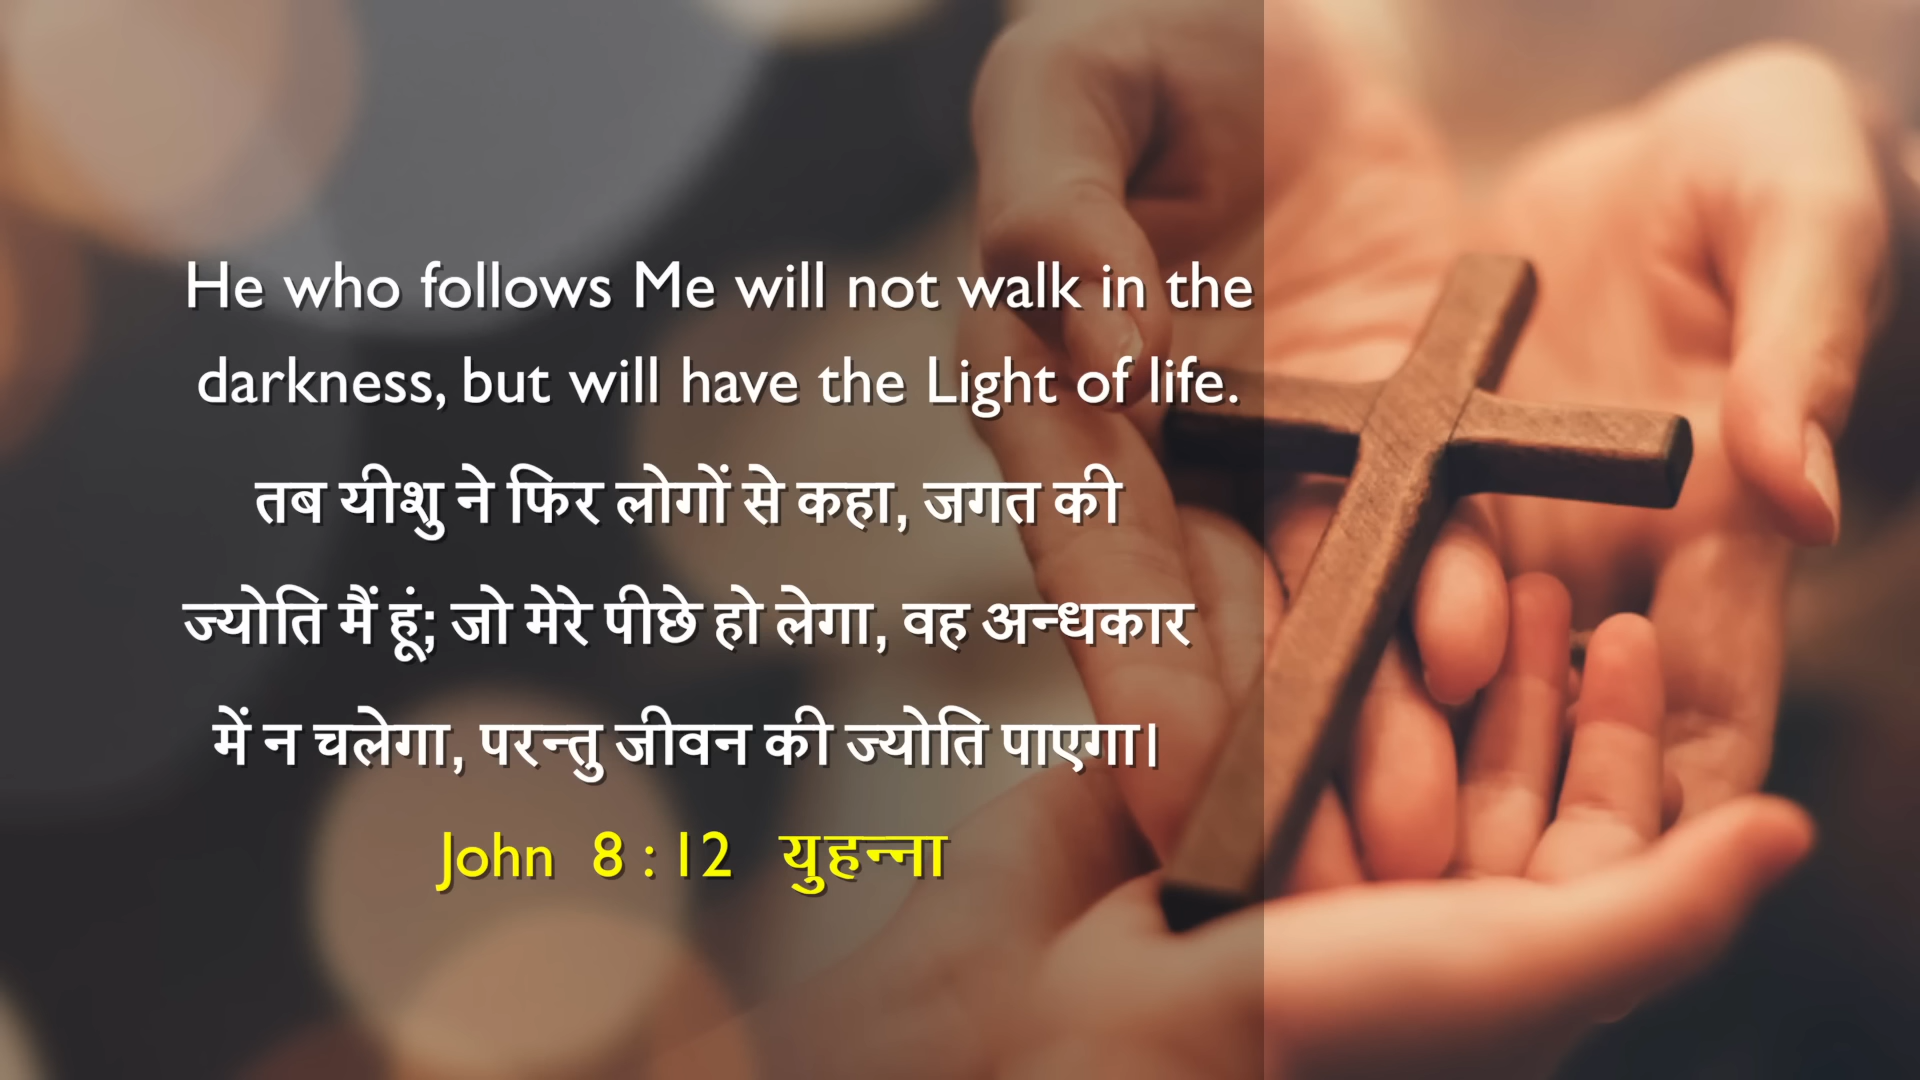 He who follows Me will not walk in the
darkness, but will have the Light of life.
तब यीशु ने फिर लोगों से कहा, जगत की
ज्योति मैं हूं; जो मेरे पीछे हो लेगा, वह अन्धकार
में न चलेगा, परन्तु जीवन की ज्योति पाएगा।
John 8 : 12 युहन्ना